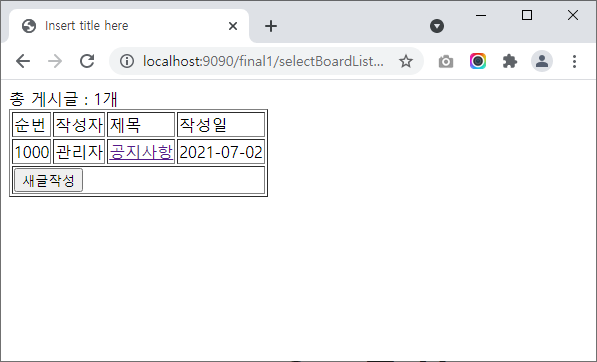 Insert title here
localhost:9090/final1/selectBoardList...
총 게시글 : 1개
순번 작성자 제목 작성일
1000 관리자 공지사항 2021-07-02
새글작성